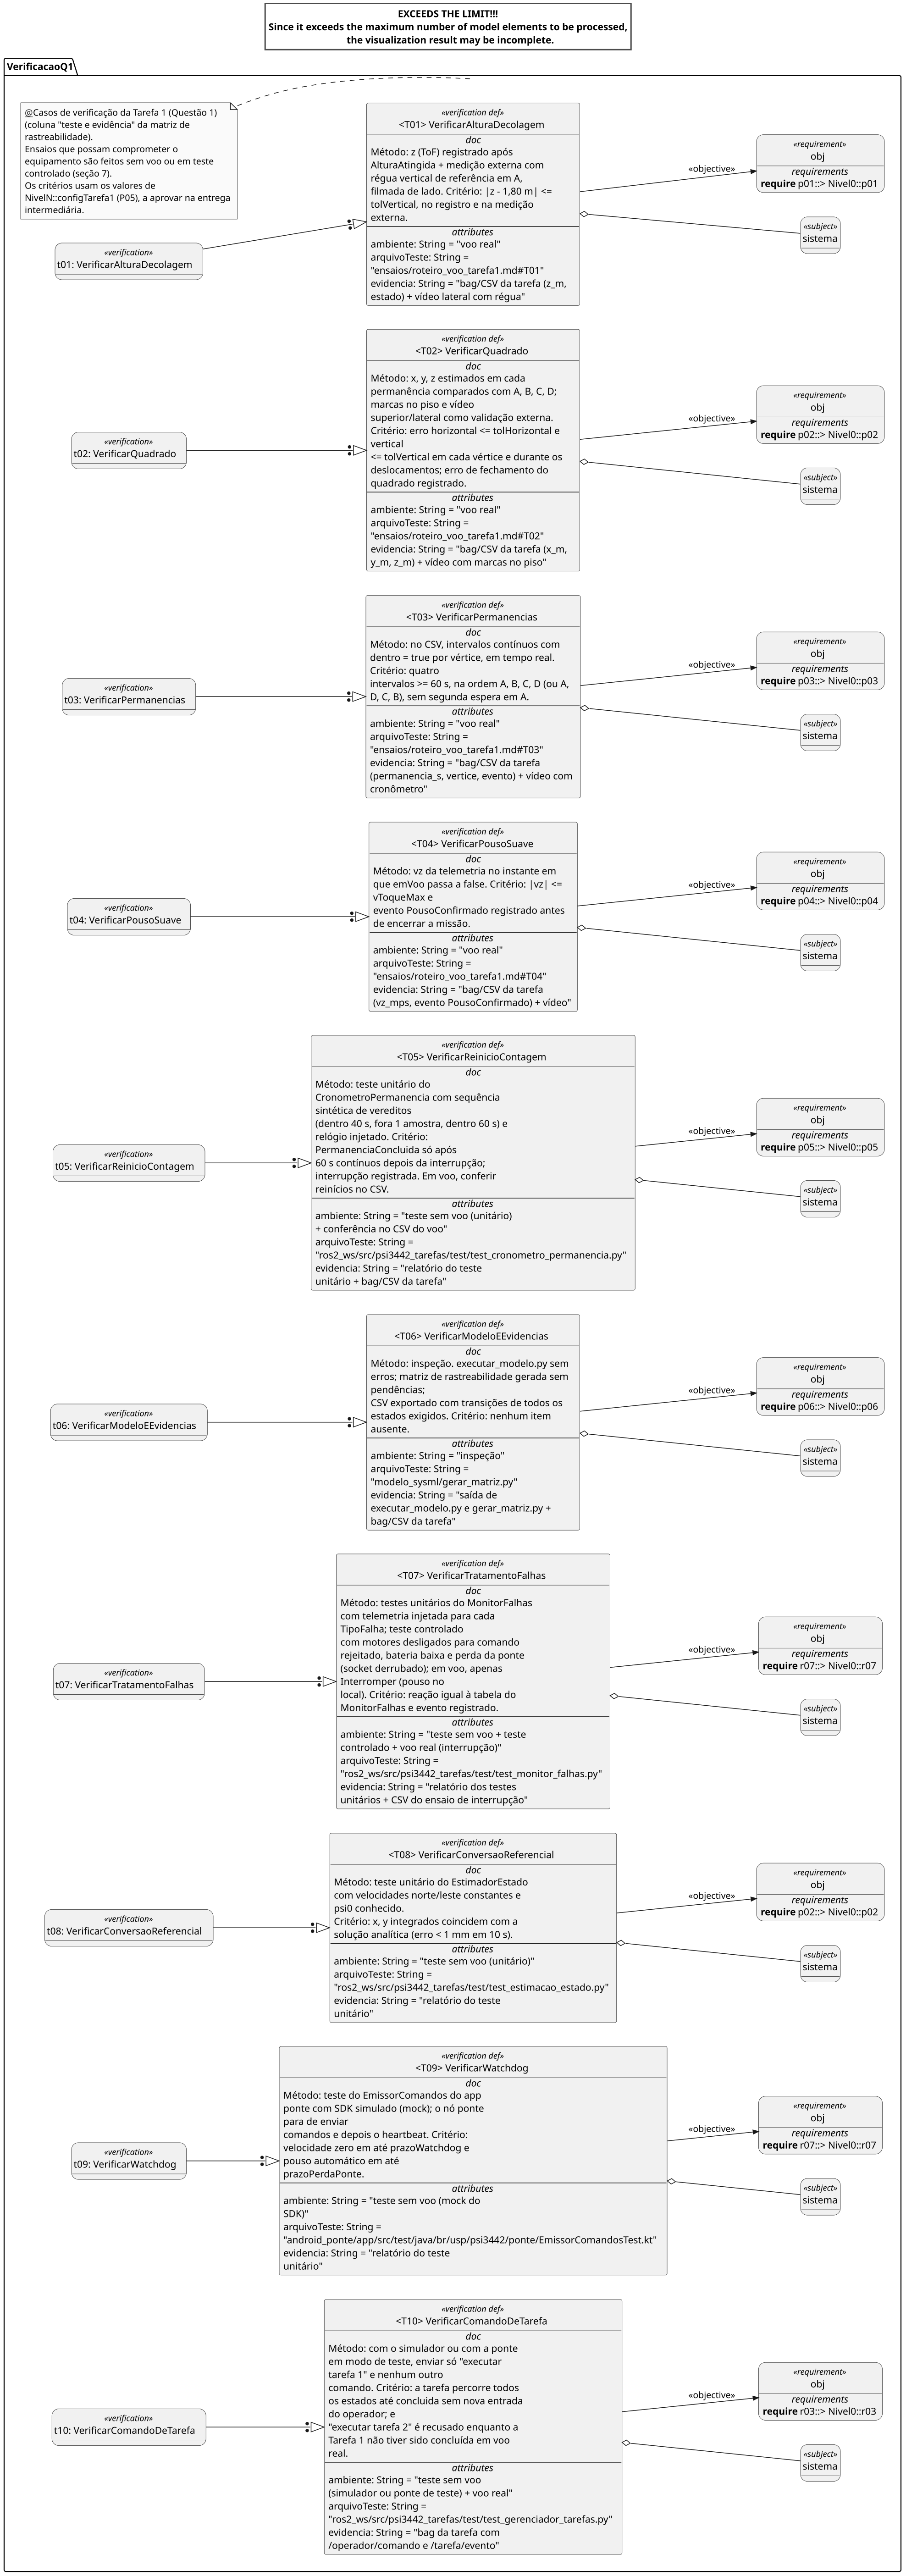 EXCEEDS THE LIMIT!!!
Since it exceeds the maximum number of model elements to be processed,
the visualization result may be incomplete.
VerificacaoQ1
@Casos de verificação da Tarefa 1 (Questão 1)
(coluna "teste e evidência" da matriz de
rastreabilidade).
Ensaios que possam comprometer o
equipamento são feitos sem voo ou em teste
controlado (seção 7).
Os critérios usam os valores de
NivelN::configTarefa1 (P05), a aprovar na entrega
intermediária.
«verification»
t01: VerificarAlturaDecolagem
«verification def»
<T01> VerificarAlturaDecolagem
doc
Método: z (ToF) registrado após
AlturaAtingida + medição externa com
régua vertical de referência em A,
filmada de lado. Critério: |z - 1,80 m| <=
tolVertical, no registro e na medição
externa.
attributes
ambiente: String = "voo real"
arquivoTeste: String =
"ensaios/roteiro_voo_tarefa1.md#T01"
evidencia: String = "bag/CSV da tarefa (z_m,
estado) + vídeo lateral com régua"
«objective»
«requirement»
obj
requirements
require p01::> Nivel0::p01
«subject»
sistema
«verification»
t02: VerificarQuadrado
«verification def»
<T02> VerificarQuadrado
doc
Método: x, y, z estimados em cada
permanência comparados com A, B, C, D;
marcas no piso e vídeo
superior/lateral como validação externa.
Critério: erro horizontal <= tolHorizontal e
vertical
<= tolVertical em cada vértice e durante os
deslocamentos; erro de fechamento do
quadrado registrado.
attributes
ambiente: String = "voo real"
arquivoTeste: String =
"ensaios/roteiro_voo_tarefa1.md#T02"
evidencia: String = "bag/CSV da tarefa (x_m,
y_m, z_m) + vídeo com marcas no piso"
«objective»
«requirement»
obj
requirements
require p02::> Nivel0::p02
«subject»
sistema
«verification»
t03: VerificarPermanencias
«verification def»
<T03> VerificarPermanencias
doc
Método: no CSV, intervalos contínuos com
dentro = true por vértice, em tempo real.
Critério: quatro
intervalos >= 60 s, na ordem A, B, C, D (ou A,
D, C, B), sem segunda espera em A.
attributes
ambiente: String = "voo real"
arquivoTeste: String =
"ensaios/roteiro_voo_tarefa1.md#T03"
evidencia: String = "bag/CSV da tarefa
(permanencia_s, vertice, evento) + vídeo com
cronômetro"
«objective»
«requirement»
obj
requirements
require p03::> Nivel0::p03
«subject»
sistema
«verification»
t04: VerificarPousoSuave
«verification def»
<T04> VerificarPousoSuave
doc
Método: vz da telemetria no instante em
que emVoo passa a false. Critério: |vz| <=
vToqueMax e
evento PousoConfirmado registrado antes
de encerrar a missão.
attributes
ambiente: String = "voo real"
arquivoTeste: String =
"ensaios/roteiro_voo_tarefa1.md#T04"
evidencia: String = "bag/CSV da tarefa
(vz_mps, evento PousoConfirmado) + vídeo"
«objective»
«requirement»
obj
requirements
require p04::> Nivel0::p04
«subject»
sistema
«verification»
t05: VerificarReinicioContagem
«verification def»
<T05> VerificarReinicioContagem
doc
Método: teste unitário do
CronometroPermanencia com sequência
sintética de vereditos
(dentro 40 s, fora 1 amostra, dentro 60 s) e
relógio injetado. Critério:
PermanenciaConcluida só após
60 s contínuos depois da interrupção;
interrupção registrada. Em voo, conferir
reinícios no CSV.
attributes
ambiente: String = "teste sem voo (unitário)
+ conferência no CSV do voo"
arquivoTeste: String =
"ros2_ws/src/psi3442_tarefas/test/test_cronometro_permanencia.py"
evidencia: String = "relatório do teste
unitário + bag/CSV da tarefa"
«objective»
«requirement»
obj
requirements
require p05::> Nivel0::p05
«subject»
sistema
«verification»
t06: VerificarModeloEEvidencias
«verification def»
<T06> VerificarModeloEEvidencias
doc
Método: inspeção. executar_modelo.py sem
erros; matriz de rastreabilidade gerada sem
pendências;
CSV exportado com transições de todos os
estados exigidos. Critério: nenhum item
ausente.
attributes
ambiente: String = "inspeção"
arquivoTeste: String =
"modelo_sysml/gerar_matriz.py"
evidencia: String = "saída de
executar_modelo.py e gerar_matriz.py +
bag/CSV da tarefa"
«objective»
«requirement»
obj
requirements
require p06::> Nivel0::p06
«subject»
sistema
«verification»
t07: VerificarTratamentoFalhas
«verification def»
<T07> VerificarTratamentoFalhas
doc
Método: testes unitários do MonitorFalhas
com telemetria injetada para cada
TipoFalha; teste controlado
com motores desligados para comando
rejeitado, bateria baixa e perda da ponte
(socket derrubado); em voo, apenas
Interromper (pouso no
local). Critério: reação igual à tabela do
MonitorFalhas e evento registrado.
attributes
ambiente: String = "teste sem voo + teste
controlado + voo real (interrupção)"
arquivoTeste: String =
"ros2_ws/src/psi3442_tarefas/test/test_monitor_falhas.py"
evidencia: String = "relatório dos testes
unitários + CSV do ensaio de interrupção"
«objective»
«requirement»
obj
requirements
require r07::> Nivel0::r07
«subject»
sistema
«verification»
t08: VerificarConversaoReferencial
«verification def»
<T08> VerificarConversaoReferencial
doc
Método: teste unitário do EstimadorEstado
com velocidades norte/leste constantes e
psi0 conhecido.
Critério: x, y integrados coincidem com a
solução analítica (erro < 1 mm em 10 s).
attributes
ambiente: String = "teste sem voo (unitário)"
arquivoTeste: String =
"ros2_ws/src/psi3442_tarefas/test/test_estimacao_estado.py"
evidencia: String = "relatório do teste
unitário"
«objective»
«requirement»
obj
requirements
require p02::> Nivel0::p02
«subject»
sistema
«verification»
t09: VerificarWatchdog
«verification def»
<T09> VerificarWatchdog
doc
Método: teste do EmissorComandos do app
ponte com SDK simulado (mock); o nó ponte
para de enviar
comandos e depois o heartbeat. Critério:
velocidade zero em até prazoWatchdog e
pouso automático em até
prazoPerdaPonte.
attributes
ambiente: String = "teste sem voo (mock do
SDK)"
arquivoTeste: String =
"android_ponte/app/src/test/java/br/usp/psi3442/ponte/EmissorComandosTest.kt"
evidencia: String = "relatório do teste
unitário"
«objective»
«requirement»
obj
requirements
require r07::> Nivel0::r07
«subject»
sistema
«verification»
t10: VerificarComandoDeTarefa
«verification def»
<T10> VerificarComandoDeTarefa
doc
Método: com o simulador ou com a ponte
em modo de teste, enviar só "executar
tarefa 1" e nenhum outro
comando. Critério: a tarefa percorre todos
os estados até concluida sem nova entrada
do operador; e
"executar tarefa 2" é recusado enquanto a
Tarefa 1 não tiver sido concluída em voo
real.
attributes
ambiente: String = "teste sem voo
(simulador ou ponte de teste) + voo real"
arquivoTeste: String =
"ros2_ws/src/psi3442_tarefas/test/test_gerenciador_tarefas.py"
evidencia: String = "bag da tarefa com
/operador/comando e /tarefa/evento"
«objective»
«requirement»
obj
requirements
require r03::> Nivel0::r03
«subject»
sistema